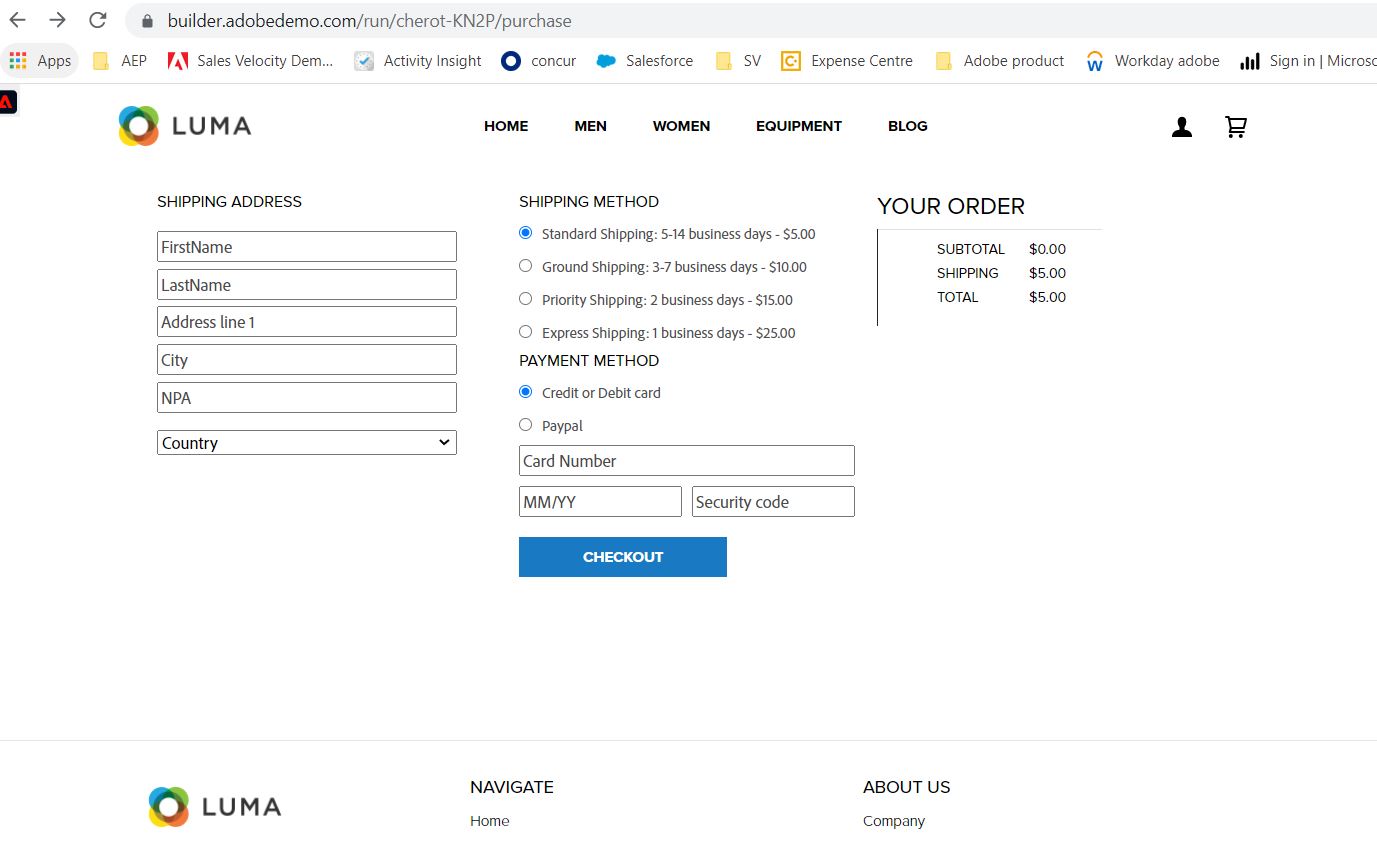 builder.adobedemo.com/run/cherot-KN2P/purchase
Apps AEP Sales Velocity Dem... Activity Insight concur Salesforce SV Expense Centre Adobe product Workday adobe Sign in | Microsc
LUMA HOME MEN WOMEN EQUIPMENT BLOG
SHIPPING ADDRESS
FirstName
LastName
Address line 1
City
NPA
Country
SHIPPING METHOD
Standard Shipping: 5-14 business days - $5.00
Ground Shipping: 3-7 business days - $10.00
Priority Shipping: 2 business days - $15.00
Express Shipping: 1 business days - $25.00
PAYMENT METHOD
Credit or Debit card
Paypal
Card Number
MM/YY Security code
CHECKOUT
YOUR ORDER
SUBTOTAL $0.00
SHIPPING $5.00
TOTAL $5.00
LUMA
NAVIGATE
Home
ABOUT US
Company